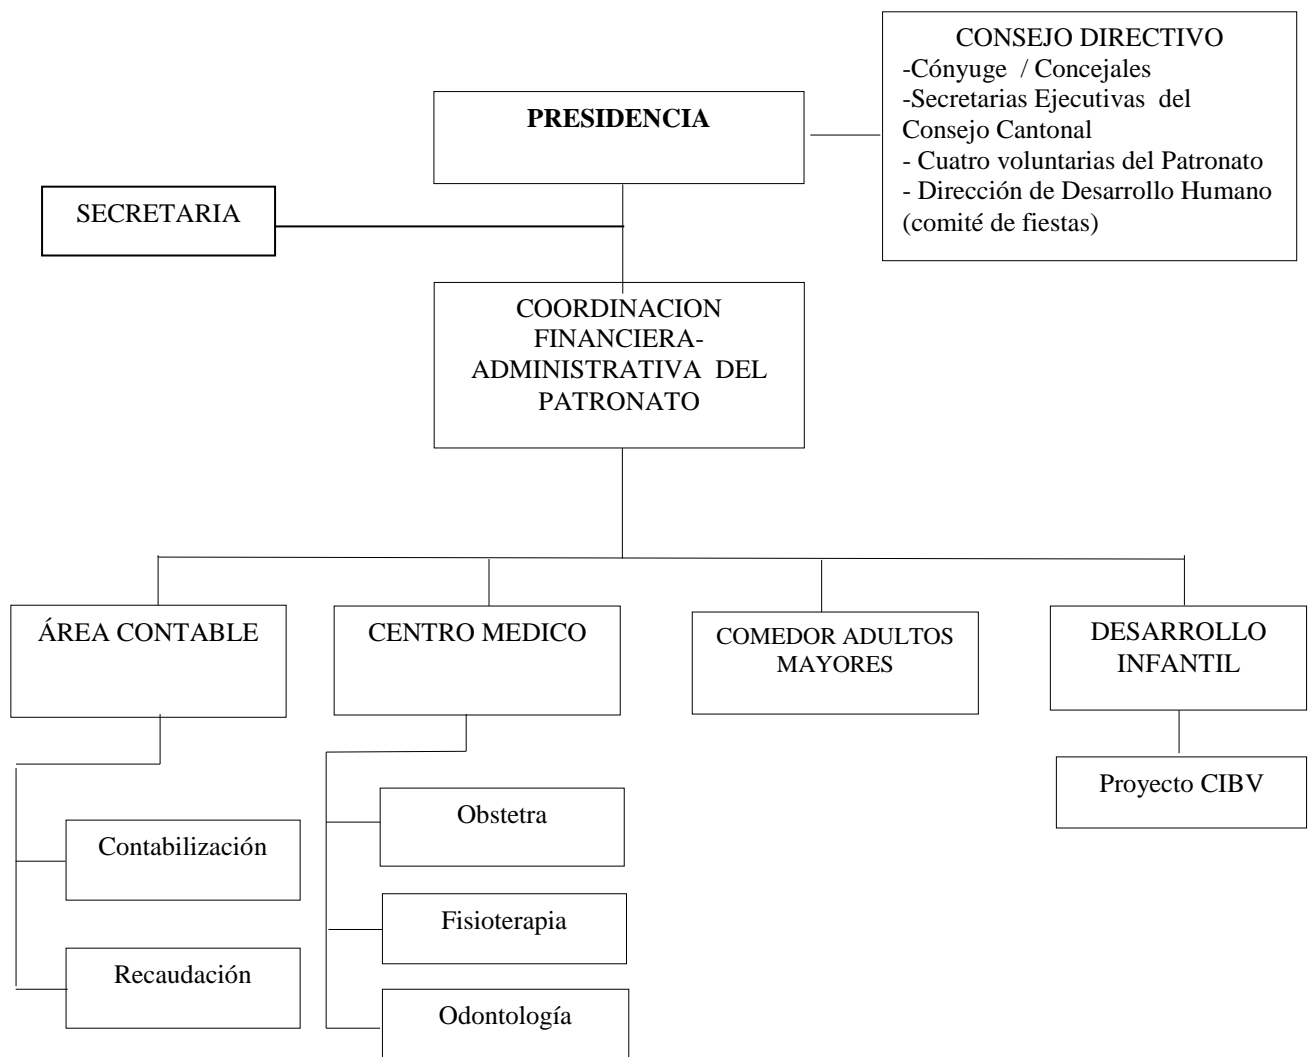 CONSEJO DIRECTIVO
-Cónyuge / Concejales
-Secretarias Ejecutivas del
Consejo Cantonal
- Cuatro voluntarias del Patronato
- Dirección de Desarrollo Humano
(comité de fiestas)
PRESIDENCIA
SECRETARIA
COORDINACION
FINANCIERA-
ADMINISTRATIVA DEL
PATRONATO
ÁREA CONTABLE
CENTRO MEDICO
COMEDOR ADULTOS
MAYORES
DESARROLLO
INFANTIL
Contabilización
Recaudación
Obstetra
Fisioterapia
Odontología
Proyecto CIBV